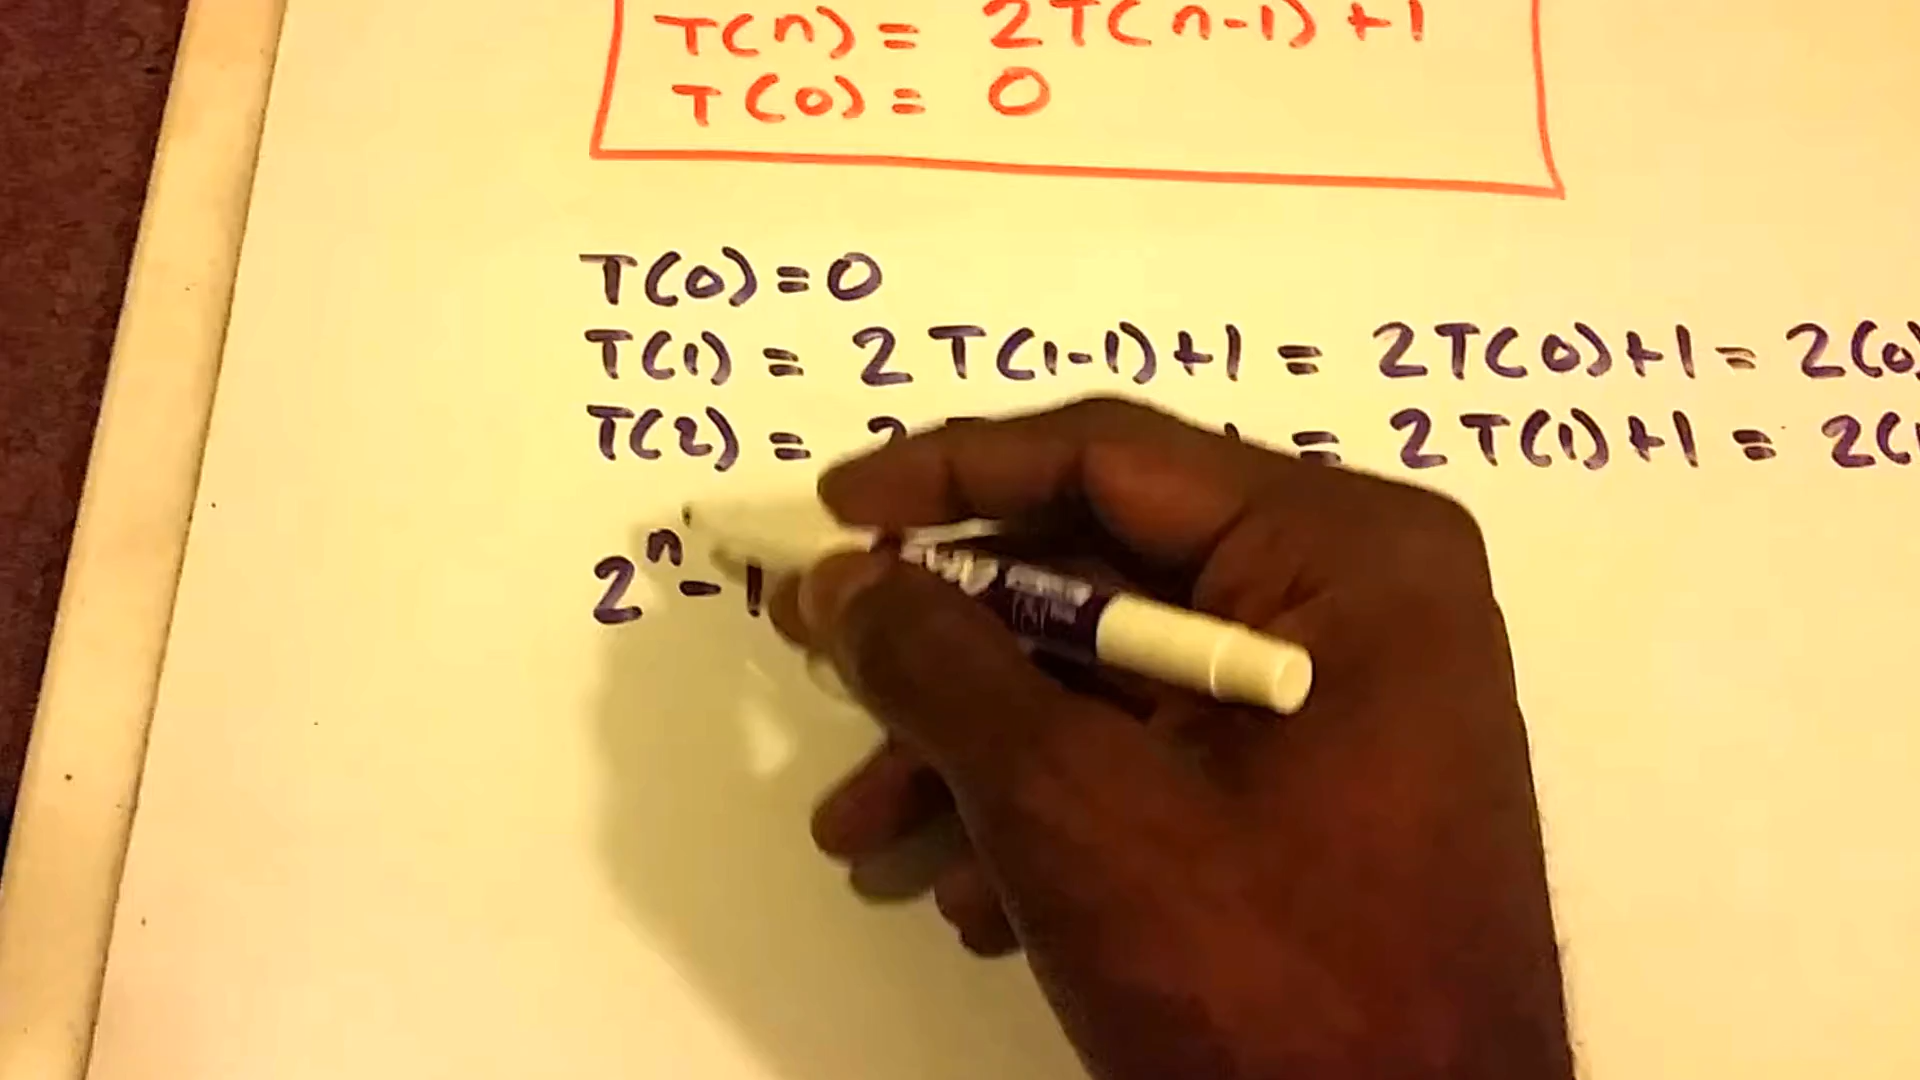 T(n) = 2T(n-1)+1
T(0) = 0
T(0)=0
T(1) = 2T(1-1)+1 = 2T(0)+1 = 2(0)
T(2) = 2 = 2T(1)+1 = 2(1
2ⁿ-1